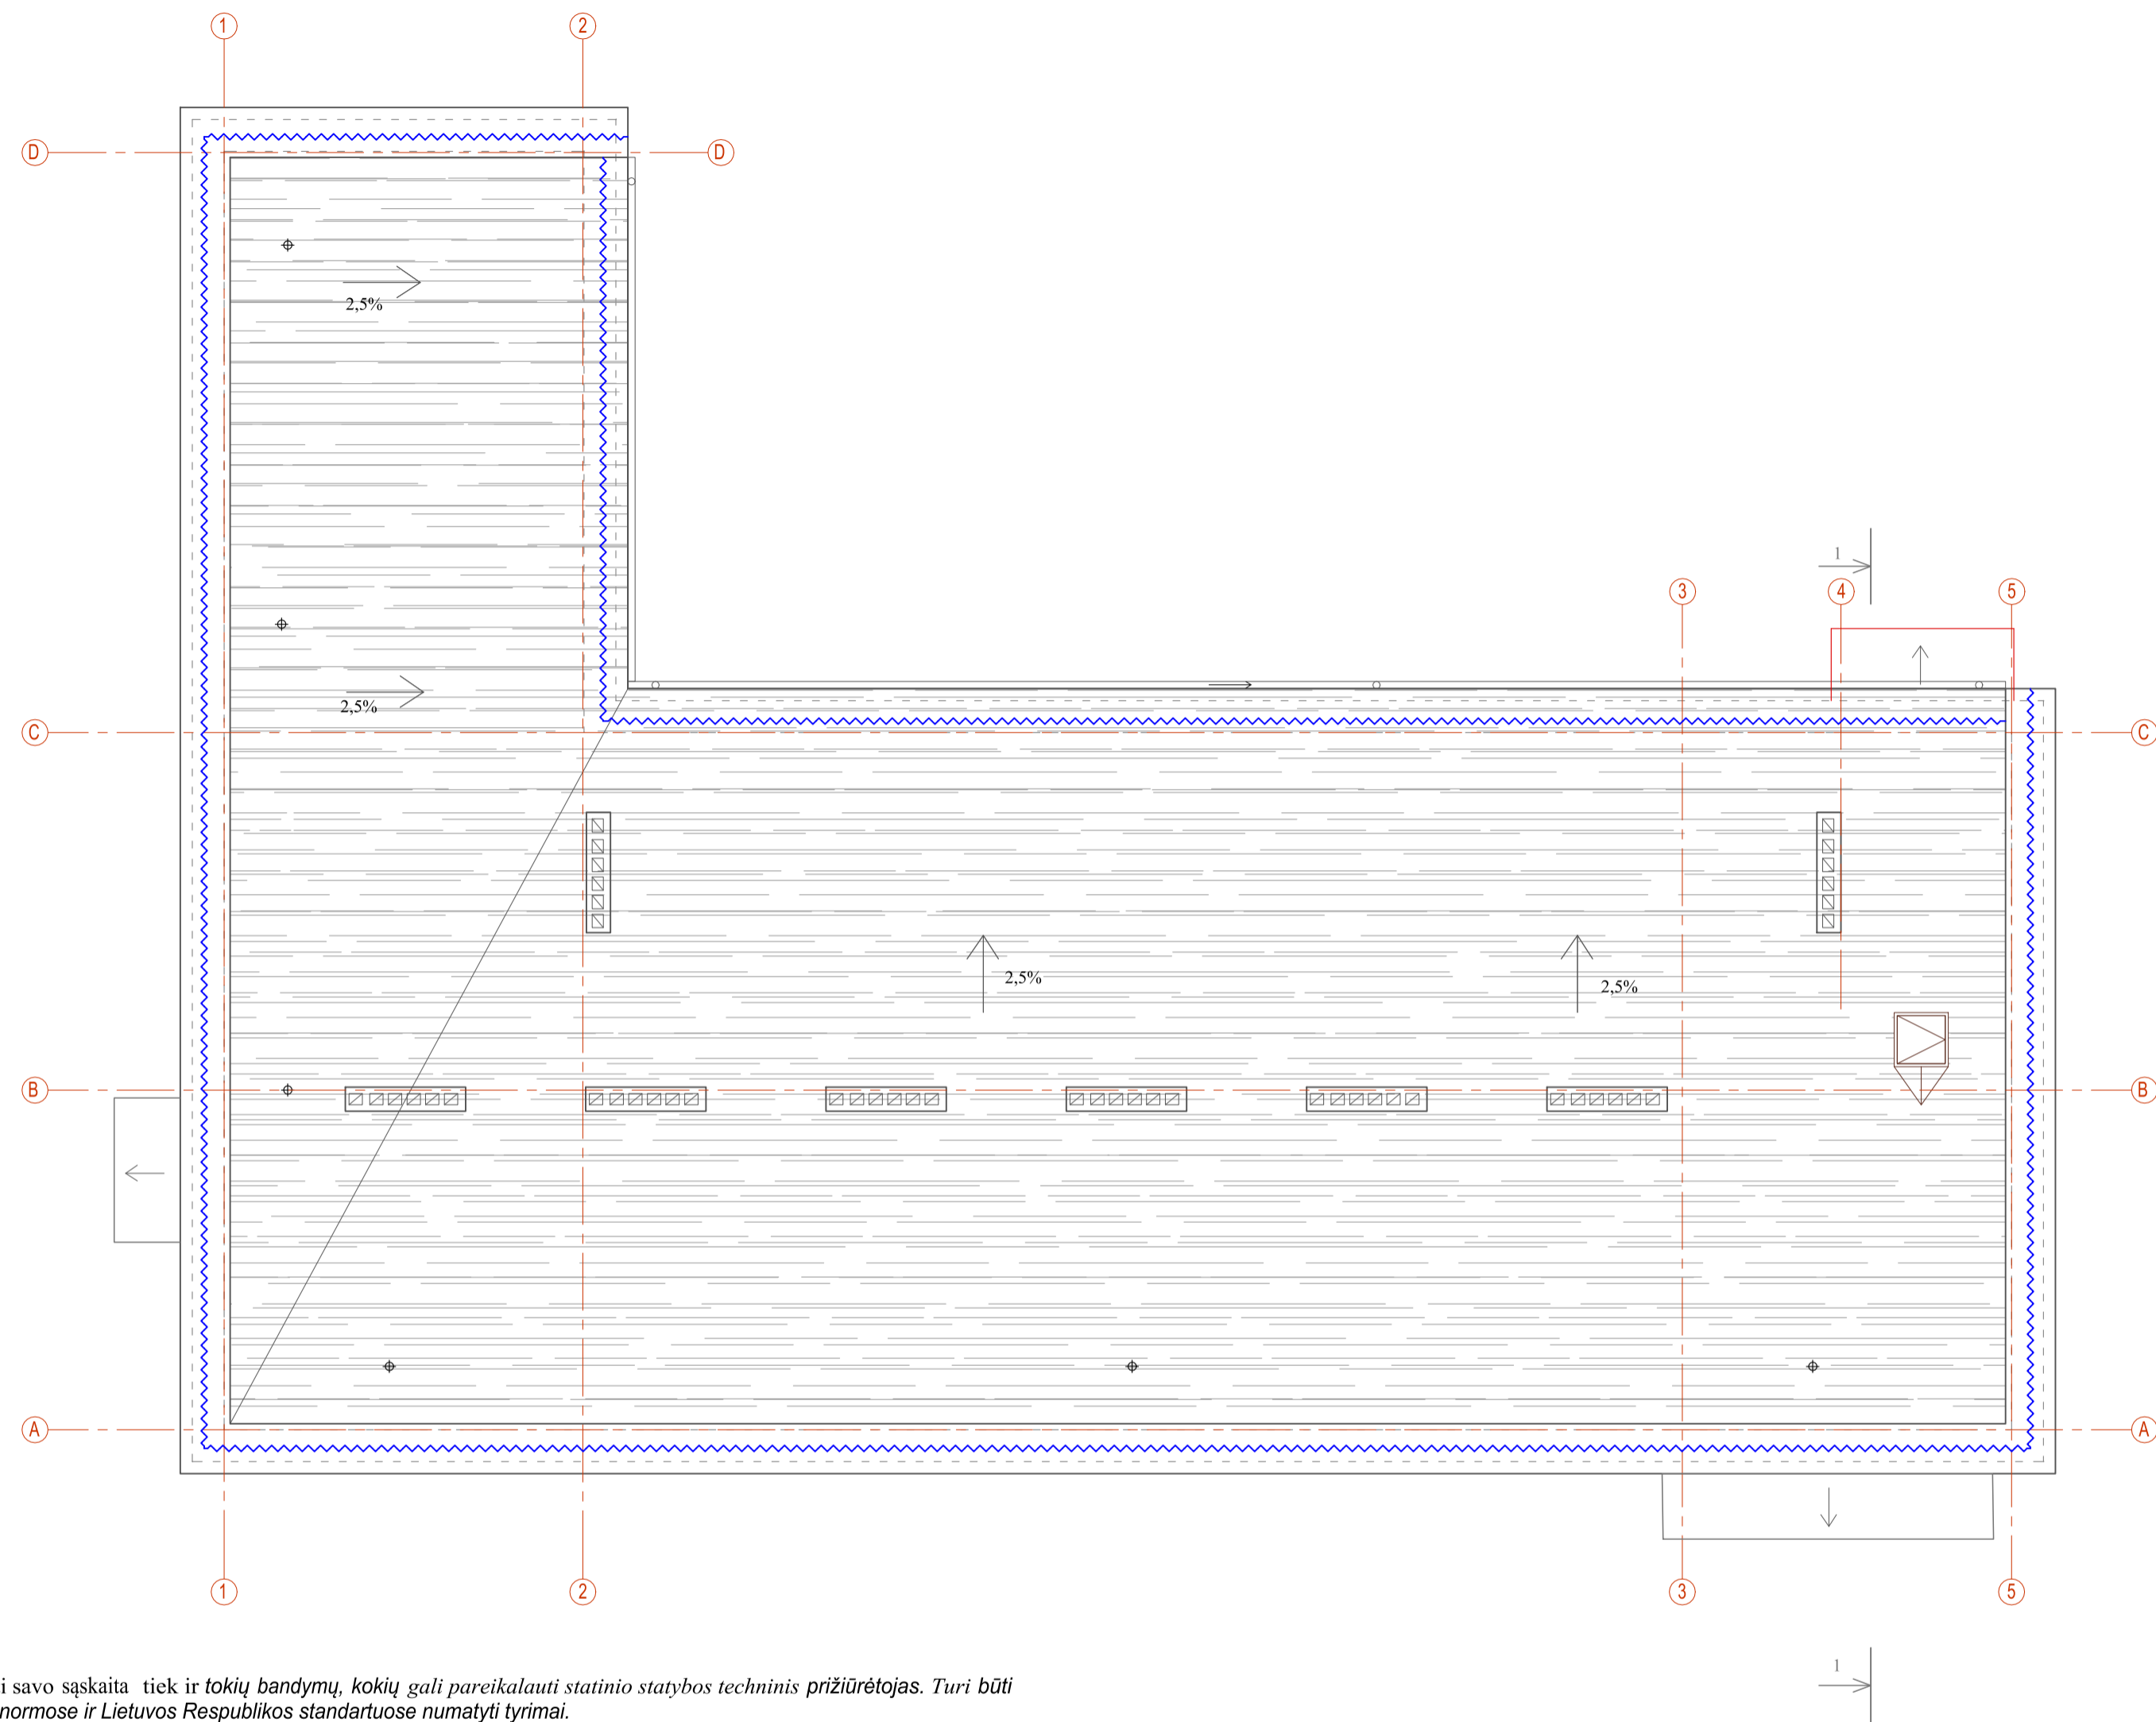 1 2
D D
2,5%
1
3 4 5
2,5%
C C
2,5%
2,5%
B B
A A
1 2 3 5
1
i savo sąskaita tiek ir tokių bandymų, kokių gali pareikalauti statinio statybos techninis prižiūrėtojas. Turi būti
normose ir Lietuvos Respublikos standartuose numatyti tyrimai.